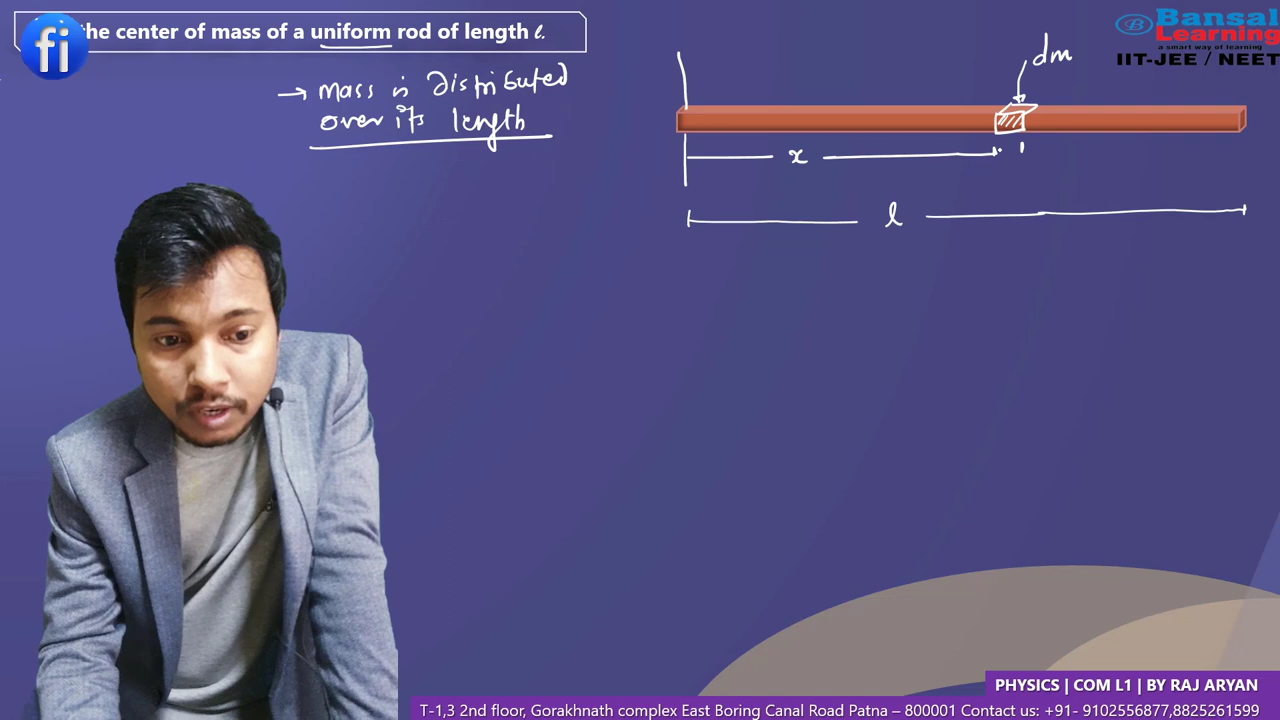 fi
the center of mass of a uniform rod of length ℓ.
→ mass is distributed
over its length
dm
x
l
B Bansal
Learning
a smart way of learning
IIT-JEE / NEET
PHYSICS | COM L1 | BY RAJ ARYAN
T-1,3 2nd floor, Gorakhnath complex East Boring Canal Road Patna – 800001 Contact us: +91- 9102556877,8825261599